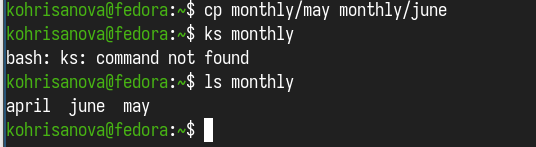 kohrisanova@fedora:~$ cp monthly/may monthly/june
kohrisanova@fedora:~$ ks monthly
bash: ks: command not found
kohrisanova@fedora:~$ ls monthly
april  june  may
kohrisanova@fedora:~$